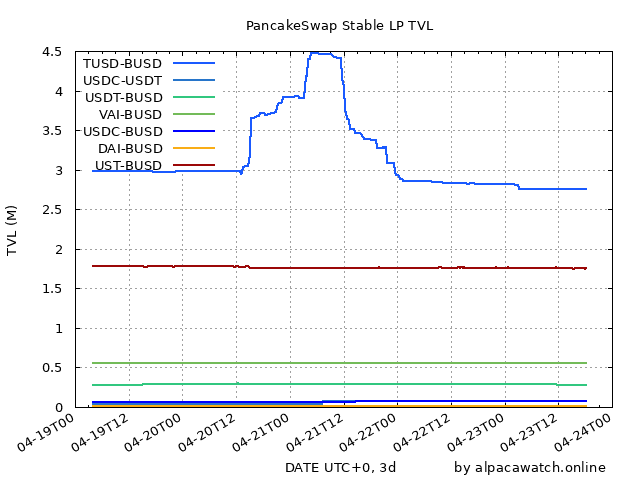 PancakeSwap Stable LP TVL
4.5
4
3.5
3
2.5
2
1.5
1
0.5
0
TVL (M)
TUSD-BUSD
USDC-USDT
USDT-BUSD
VAI-BUSD
USDC-BUSD
DAI-BUSD
UST-BUSD
04-19T00
04-19T12
04-20T00
04-20T12
04-21T00
04-21T12
04-22T00
04-22T12
04-23T00
04-23T12
04-24T00
DATE UTC+0, 3d
by alpacawatch.online